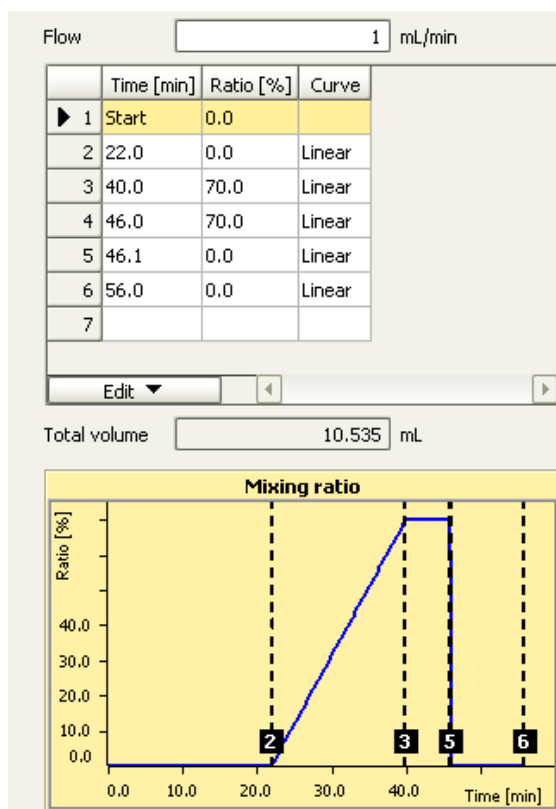 Flow 1 mL/min
Time [min] Ratio [%] Curve
1 Start 0.0
2 22.0 0.0 Linear
3 40.0 70.0 Linear
4 46.0 70.0 Linear
5 46.1 0.0 Linear
6 56.0 0.0 Linear
7
Edit
Total volume 10.535 mL
Mixing ratio
Ratio [%]
40.0
30.0
20.0
10.0
0.0
2 3 5 6
0.0 10.0 20.0 30.0 40.0 Time [min]